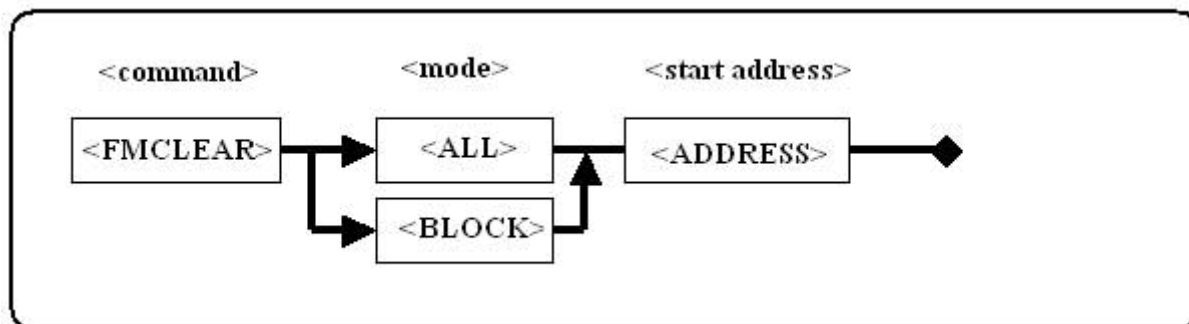 <command> <mode> <start address>
<FMCLEAR> <ALL> <ADDRESS>
<BLOCK>